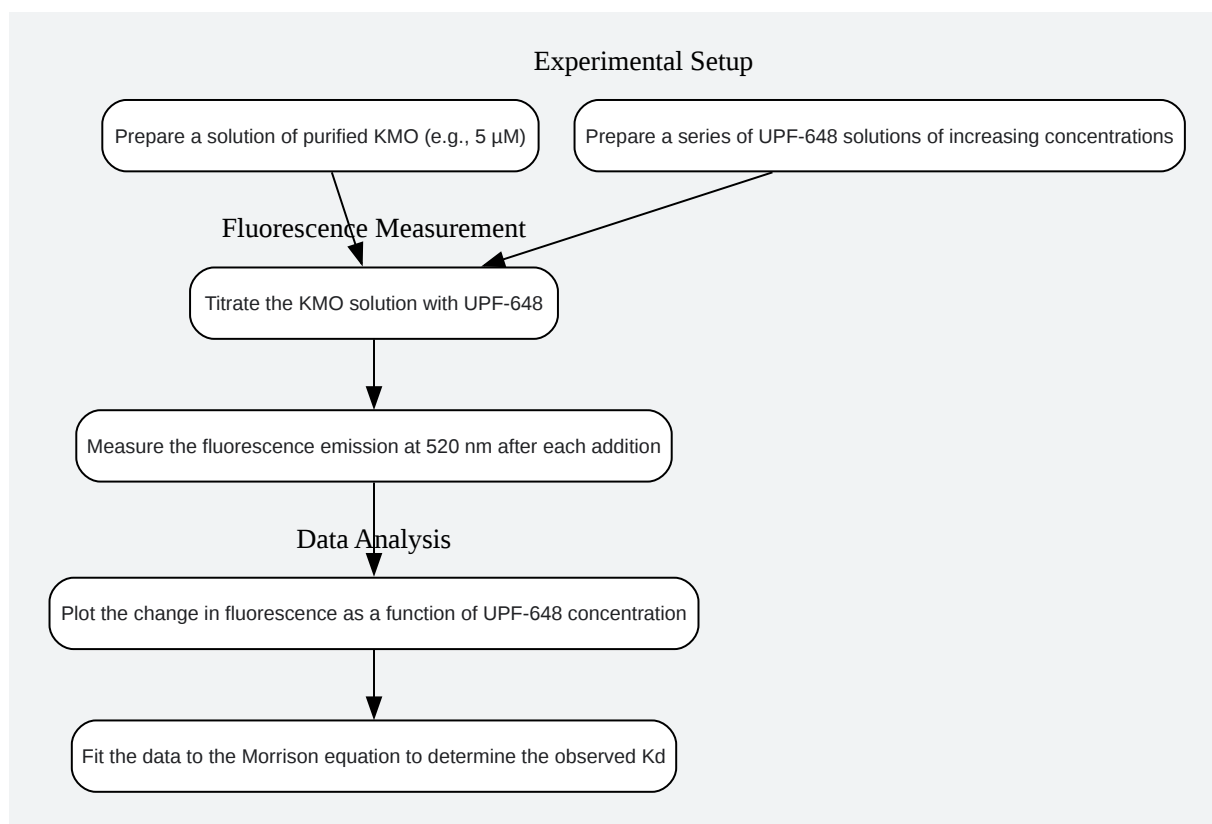 Experimental Setup
Prepare a solution of purified KMO (e.g., 5 µM)
Prepare a series of UPF-648 solutions of increasing concentrations
Fluorescence Measurement
Titrate the KMO solution with UPF-648
Measure the fluorescence emission at 520 nm after each addition
Data Analysis
Plot the change in fluorescence as a function of UPF-648 concentration
Fit the data to the Morrison equation to determine the observed Kd